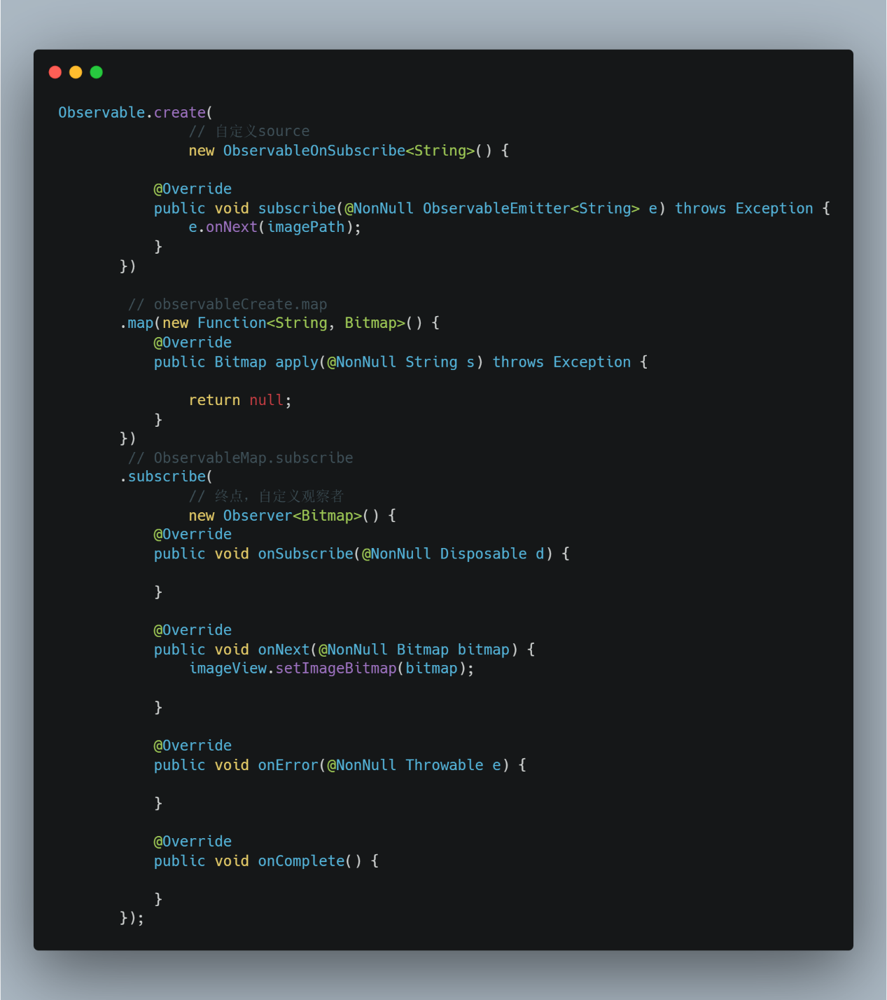 Observable.create(
// 自定义source
new ObservableOnSubscribe<String>() {
@Override
public void subscribe(@NonNull ObservableEmitter<String> e) throws Exception {
e.onNext(imagePath);
}
})
// observableCreate.map
.map(new Function<String, Bitmap>() {
@Override
public Bitmap apply(@NonNull String s) throws Exception {
return null;
}
})
// ObservableMap.subscribe
.subscribe(
// 终点，自定义观察者
new Observer<Bitmap>() {
@Override
public void onSubscribe(@NonNull Disposable d) {
}
@Override
public void onNext(@NonNull Bitmap bitmap) {
imageView.setImageBitmap(bitmap);
}
@Override
public void onError(@NonNull Throwable e) {
}
@Override
public void onComplete() {
}
});